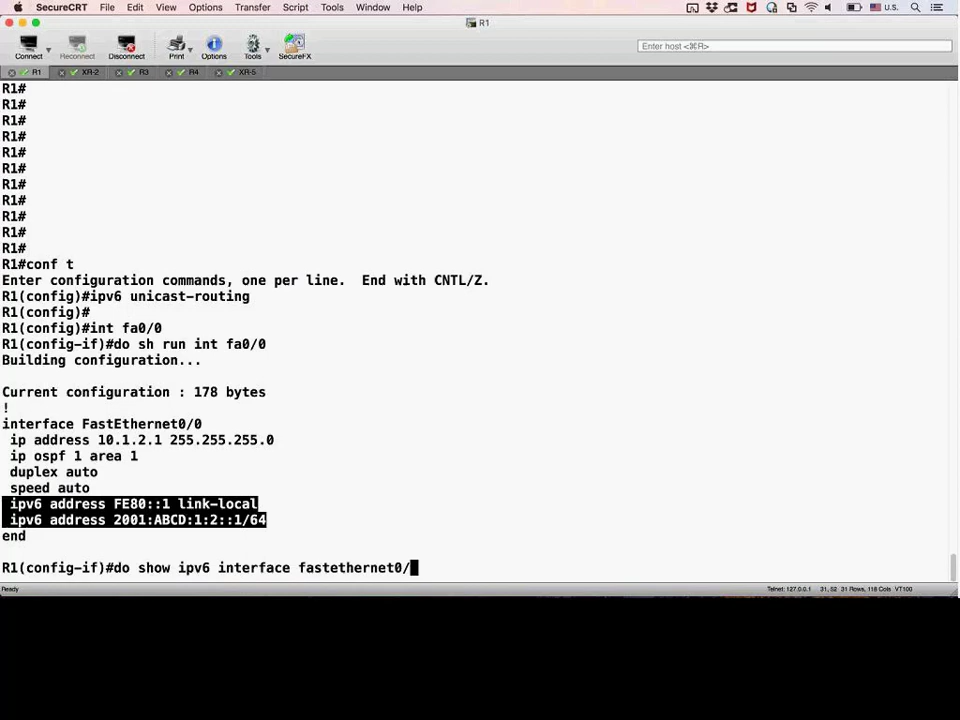 SecureCRT File Edit View Options Transfer Script Tools Window Help U.S.
R1
Connect Reconnect Disconnect Print Options Tools SecureFX
Enter host <⌘R>
R1 XR-2 R3 R4 XR-5
R1#
R1#
R1#
R1#
R1#
R1#
R1#
R1#
R1#
R1#
R1#
R1#conf t
Enter configuration commands, one per line.  End with CNTL/Z.
R1(config)#ipv6 unicast-routing
R1(config)#
R1(config)#int fa0/0
R1(config-if)#do sh run int fa0/0
Building configuration...
Current configuration : 178 bytes
!
interface FastEthernet0/0
ip address 10.1.2.1 255.255.255.0
ip ospf 1 area 1
duplex auto
speed auto
ipv6 address FE80::1 link-local
ipv6 address 2001:ABCD:1:2::1/64
end
R1(config-if)#do show ipv6 interface fastethernet0/
Ready Telnet: 127.0.0.1 31, 52 31 Rows, 118 Cols VT100